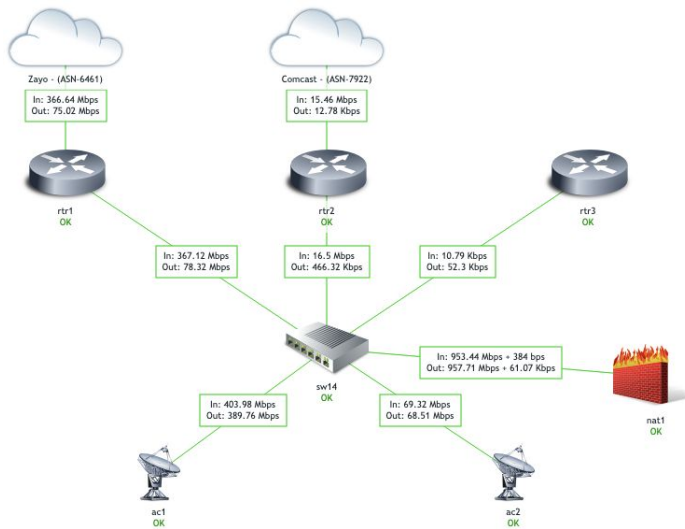 Zayo - (ASN-6461)
In: 366.64 Mbps
Out: 75.02 Mbps
Comcast - (ASN-7922)
In: 15.46 Mbps
Out: 12.78 Kbps
rtr1
OK
rtr2
OK
rtr3
OK
In: 367.12 Mbps
Out: 78.32 Mbps
In: 16.5 Mbps
Out: 466.32 Kbps
In: 10.79 Kbps
Out: 52.3 Kbps
In: 953.44 Mbps + 384 bps
Out: 957.71 Mbps + 61.07 Kbps
sw14
OK
nat1
OK
In: 403.98 Mbps
Out: 389.76 Mbps
In: 69.32 Mbps
Out: 68.51 Mbps
ac1
OK
ac2
OK